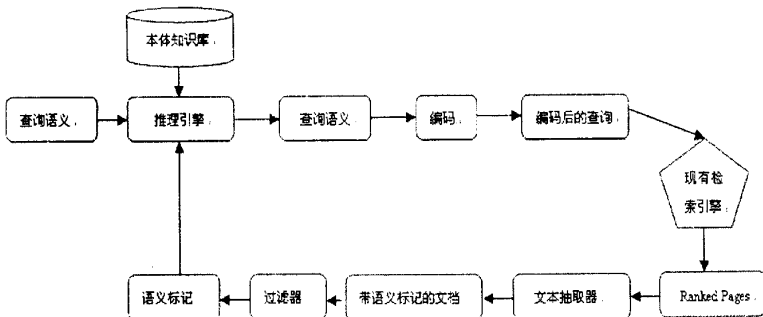 本体知识库
查询语义
推理引擎
查询语义
编码
编码后的查询
现有检
索引擎
语义标记
过滤器
带语义标记的文档
文本抽取器
Ranked Pages